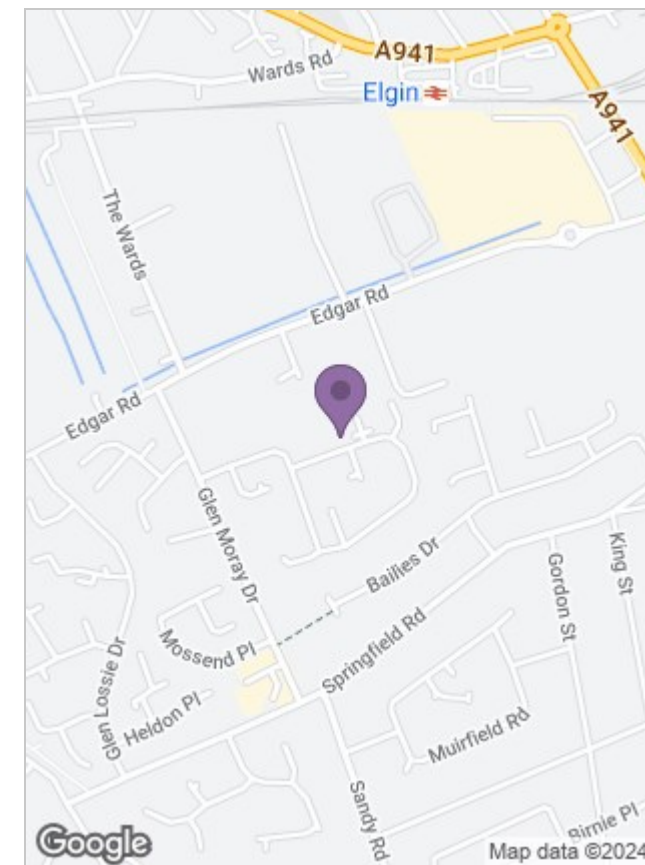 A941
Wards Rd
Elgin
A941
The Wards
Edgar Rd
Edgar Rd
Glen Moray Dr
Bailies Dr
King St
Gordon St
Mossend Pl
Springfield Rd
Glen Lossie Dr
Heldon Pl
Muirfield Rd
Sandy Rd
Birnie Pl
Google
Map data ©2024